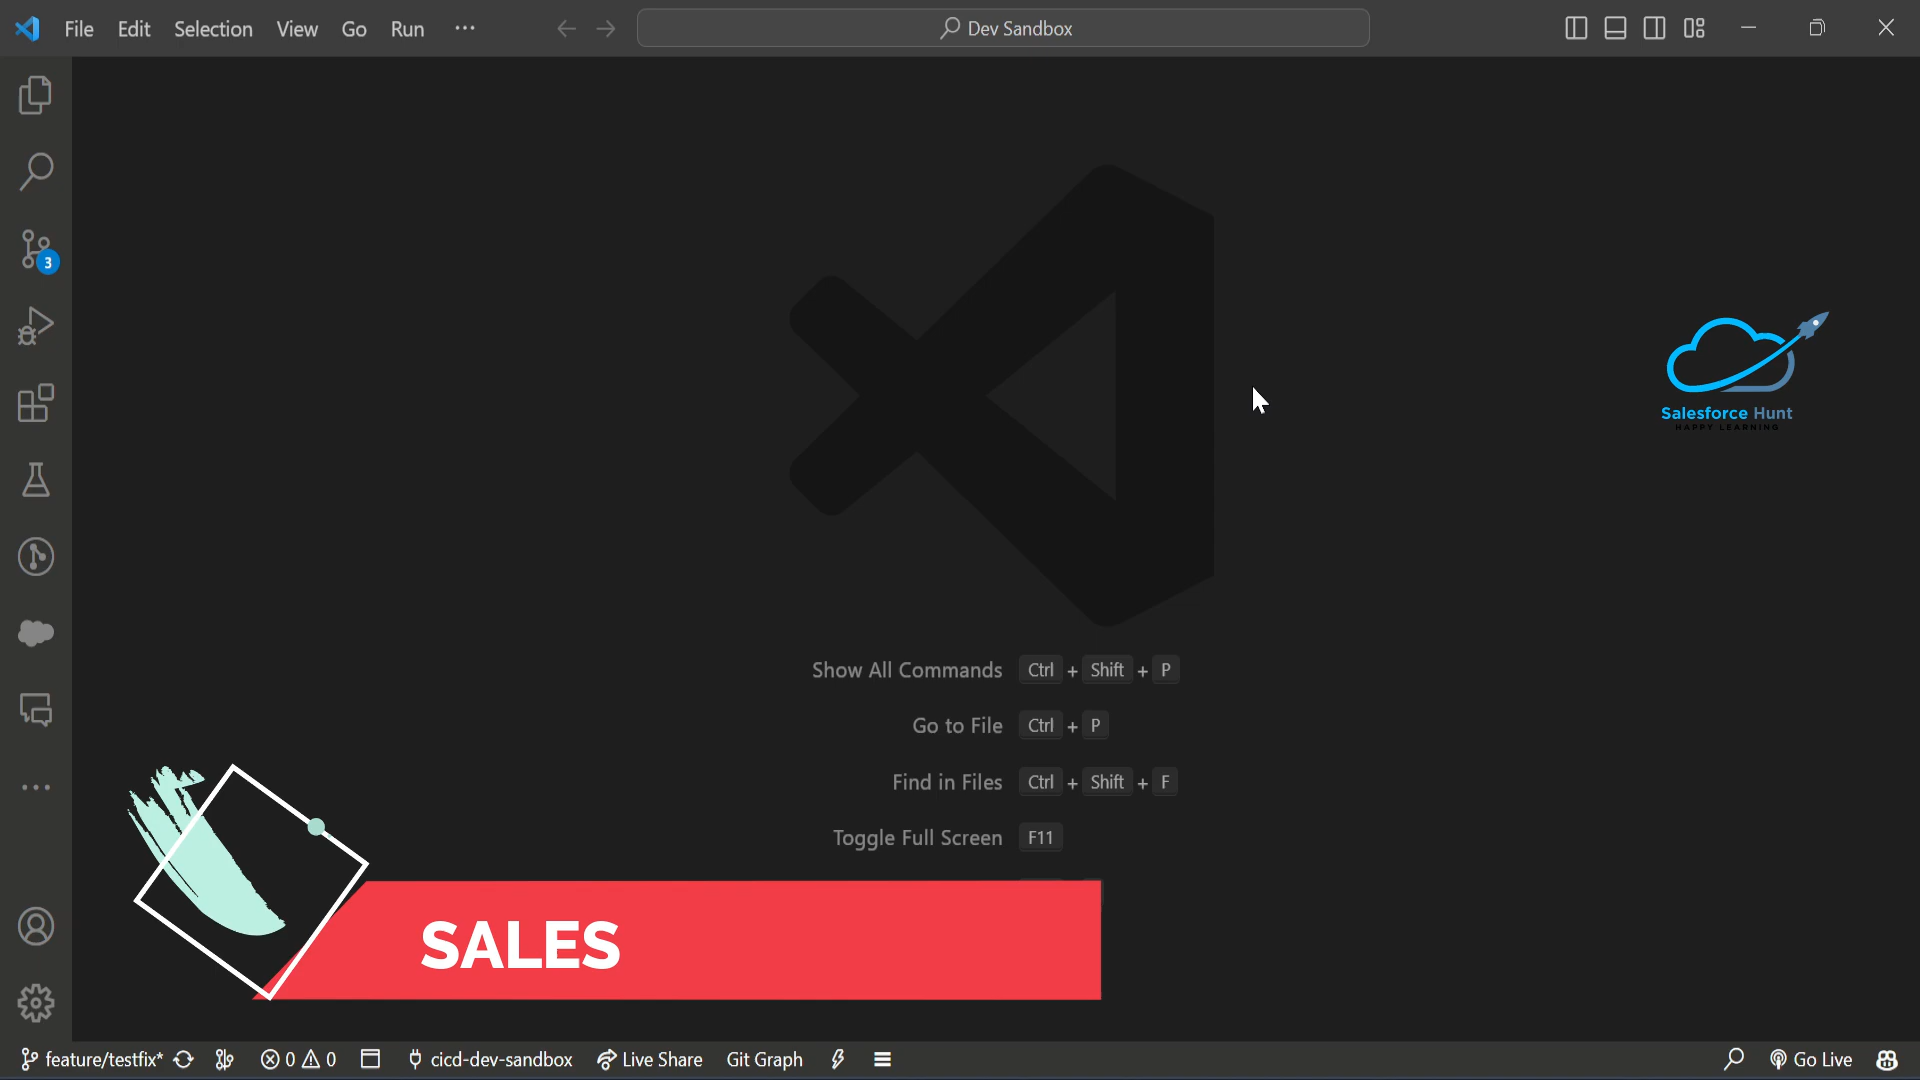 File Edit Selection View Go Run ···
Dev Sandbox
3
Salesforce Hunt
HAPPY LEARNING
Show All Commands Ctrl + Shift + P
Go to File Ctrl + P
Find in Files Ctrl + Shift + F
Toggle Full Screen F11
SALES
feature/testfix* 0 0 cicd-dev-sandbox Live Share Git Graph Go Live